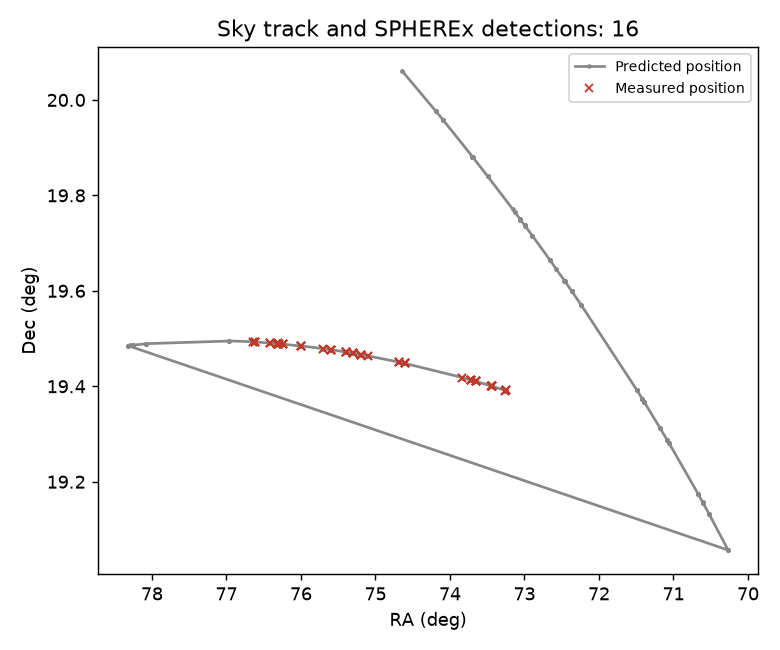 Sky track and SPHEREx detections: 16
Predicted position
Measured position
20.0
19.8
19.6
19.4
19.2
Dec (deg)
78 77 76 75 74 73 72 71 70
RA (deg)